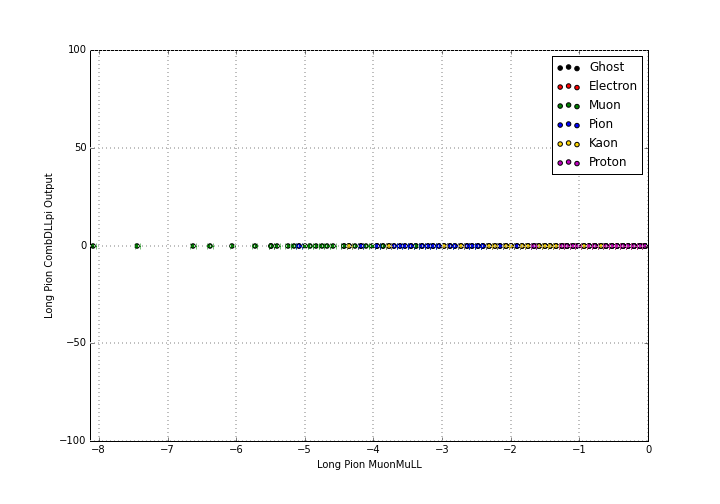 100
50
0
−50
−100
Long Pion CombDLLpi Output
Ghost
Electron
Muon
Pion
Kaon
Proton
−8 −7 −6 −5 −4 −3 −2 −1 0
Long Pion MuonMuLL